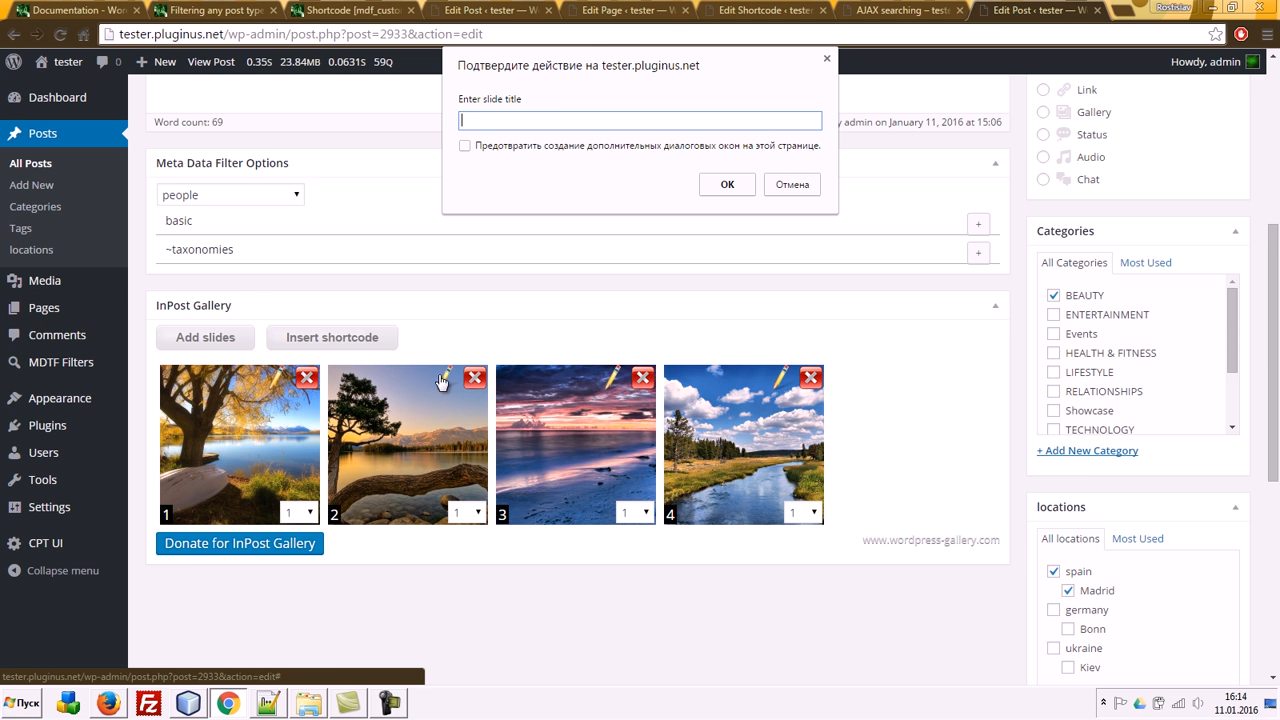 Documentation - Wor
Filtering any post type
Shortcode [mdf_custom
Edit Post ‹ tester — W
Edit Page ‹ tester — W
Edit Shortcode ‹ tester
AJAX searching – teste
Edit Post ‹ tester — W
Rostislav
tester.pluginus.net/wp-admin/post.php?post=2933&action=edit
tester
0
New
View Post
0.35s
23.84MB
0.0631s
59Q
Howdy, admin
Dashboard
Posts
All Posts
Add New
Categories
Tags
locations
Media
Pages
Comments
MDTF Filters
Appearance
Plugins
Users
Tools
Settings
CPT UI
Collapse menu
Подтвердите действие на tester.pluginus.net
Enter slide title
Предотвратить создание дополнительных диалоговых окон на этой странице.
OK
Отмена
Word count: 69
y admin on January 11, 2016 at 15:06
Meta Data Filter Options
people
basic
+
~taxonomies
+
InPost Gallery
Add slides
Insert shortcode
1
1
2
1
3
1
4
1
Donate for InPost Gallery
www.wordpress-gallery.com
Link
Gallery
Status
Audio
Chat
Categories
All Categories
Most Used
BEAUTY
ENTERTAINMENT
Events
HEALTH & FITNESS
LIFESTYLE
RELATIONSHIPS
Showcase
TECHNOLOGY
+ Add New Category
locations
All locations
Most Used
spain
Madrid
germany
Bonn
ukraine
Kiev
tester.pluginus.net/wp-admin/post.php?post=2933&action=edit#
Пуск
16:14
11.01.2016